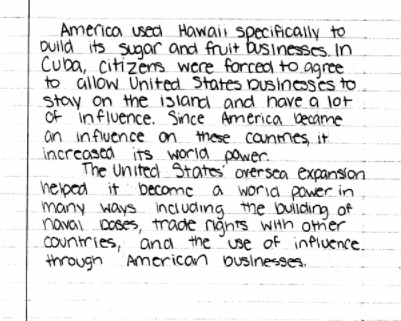 America used Hawaii specifically to
build its sugar and fruit businesses. In
Cuba, citizens were forced to agree
to allow United States businesses to
stay on the island and have a lot
of influence. Since America became
an influence on these countries, it
increased its world power.
The United States' oversea expansion
helped it become a world power in
many ways including the building of
naval bases, trade rights with other
countries, and the use of influence
through American businesses.